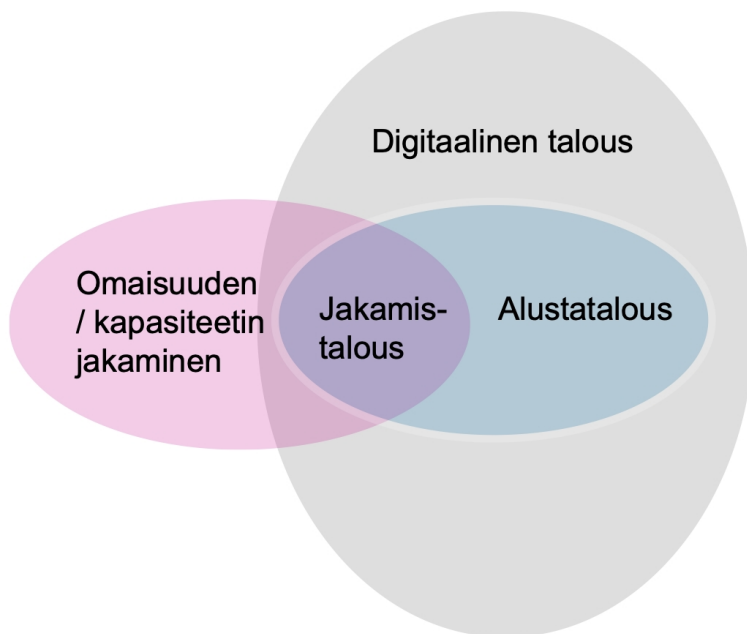 Digitaalinen talous
Omaisuuden
/ kapasiteetin
jakaminen
Jakamis-
talous
Alustatalous